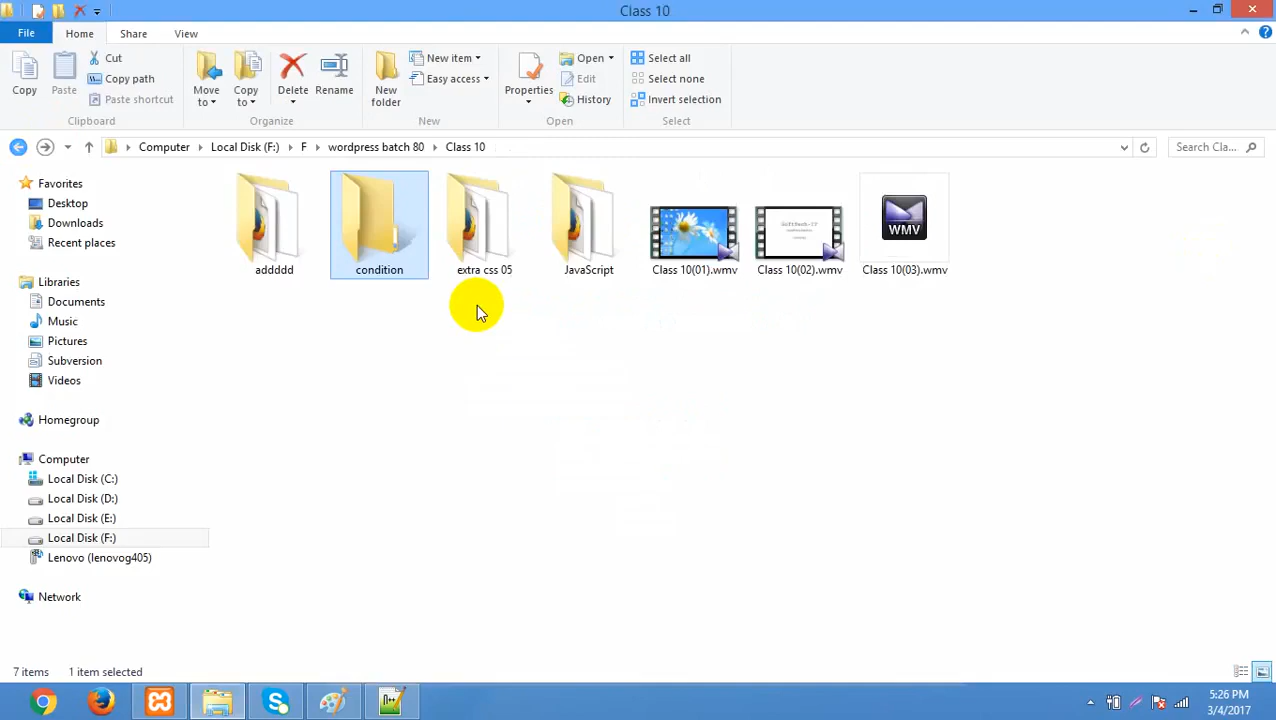 Class 10
File Home Share View
Copy Paste Cut Copy path Paste shortcut Clipboard
Move to Copy to Delete Rename Organize
New folder New item Easy access New
Properties Open Edit History Open
Select all Select none Invert selection Select
Computer Local Disk (F:) F wordpress batch 80 Class 10 Search Cla...
Favorites
Desktop
Downloads
Recent places
Libraries
Documents
Music
Pictures
Subversion
Videos
Homegroup
Computer
Local Disk (C:)
Local Disk (D:)
Local Disk (E:)
Local Disk (F:)
Lenovo (lenovog405)
Network
WMV
addddd condition extra css 05 JavaScript Class 10(01).wmv Class 10(02).wmv Class 10(03).wmv
7 items 1 item selected
5:26 PM
3/4/2017